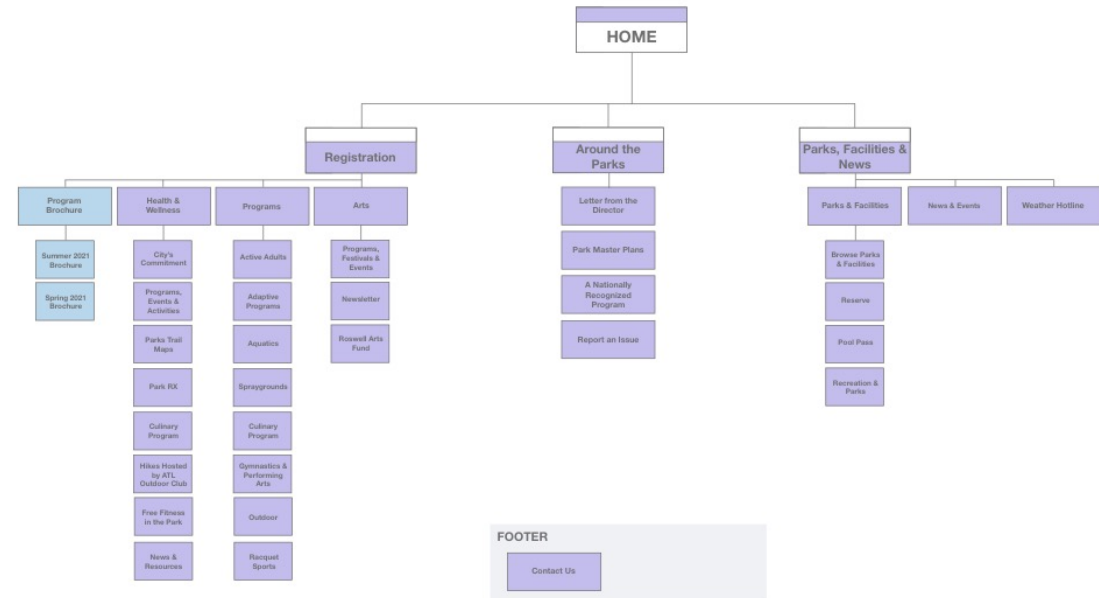 HOME
Registration
Around the
Parks
Parks, Facilities &
News
Program
Brochure
Health &
Wellness
Programs
Arts
Letter from the
Director
Parks & Facilities
News & Events
Weather Hotline
Summer 2021
Brochure
City's
Commitment
Active Adults
Programs,
Festivals &
Events
Park Master Plans
Browse Parks
& Facilities
Spring 2021
Brochure
Programs,
Events &
Activities
Adaptive
Programs
Newsletter
A Nationally
Recognized
Program
Reserve
Parks Trail
Maps
Aquatics
Roswell Arts
Fund
Report an Issue
Pool Pass
Park RX
Spraygrounds
Recreation &
Parks
Culinary
Program
Culinary
Program
Hikes Hosted
by ATL
Outdoor Club
Gymnastics &
Performing
Arts
Free Fitness
in the Park
Outdoor
News &
Resources
Racquet
Sports
FOOTER
Contact Us